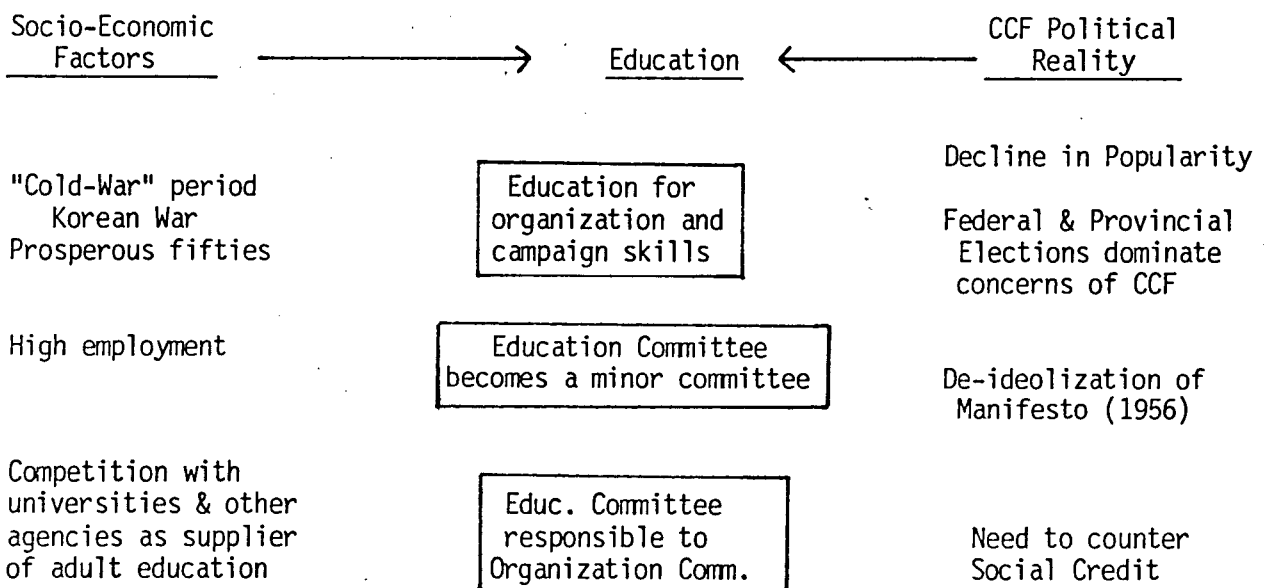 Socio-Economic
Factors
Education
CCF Political
Reality
"Cold-War" period
Korean War
Prosperous fifties
High employment
Competition with
universities & other
agencies as supplier
of adult education
Education for
organization and
campaign skills
Education Committee
becomes a minor committee
Educ. Committee
responsible to
Organization Comm.
Decline in Popularity
Federal & Provincial
Elections dominate
concerns of CCF
De-ideolization of
Manifesto (1956)
Need to counter
Social Credit